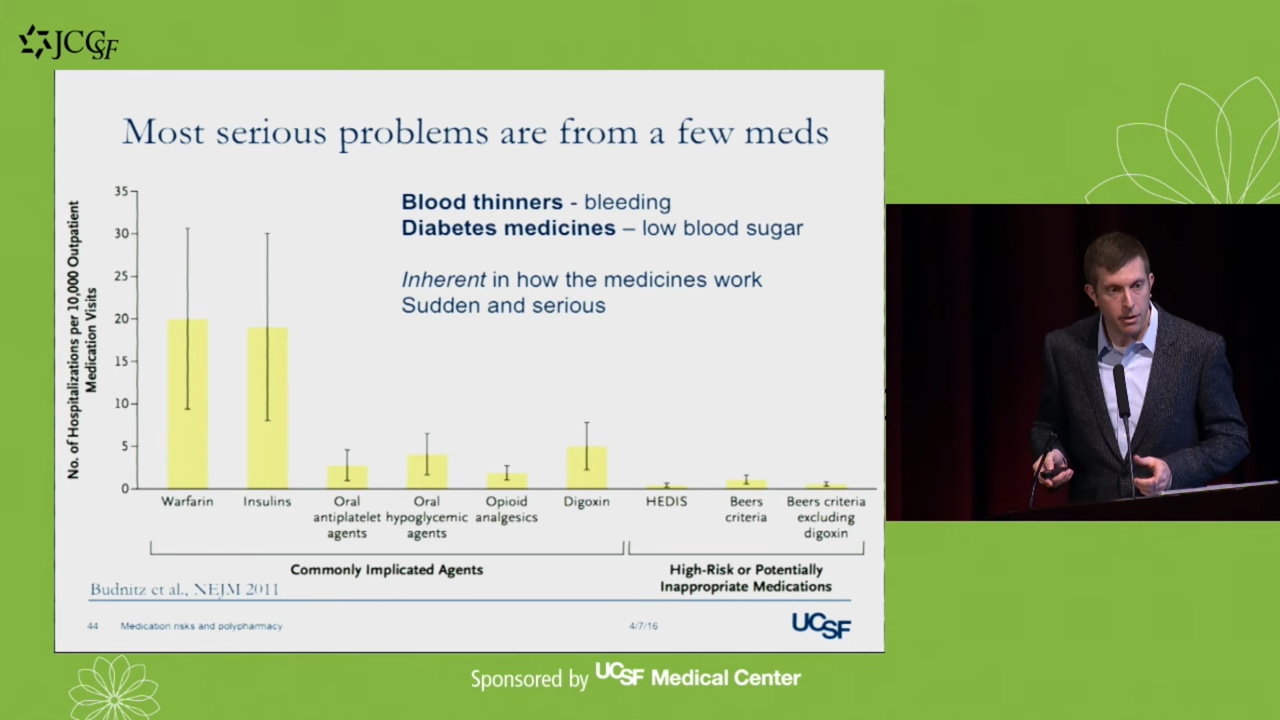 JCCSF
Most serious problems are from a few meds
Blood thinners - bleeding
Diabetes medicines – low blood sugar
Inherent in how the medicines work
Sudden and serious
No. of Hospitalizations per 10,000 Outpatient
Medication Visits
35
30
25
20
15
10
5
0
Warfarin
Insulins
Oral
antiplatelet
agents
Oral
hypoglycemic
agents
Opioid
analgesics
Digoxin
HEDIS
Beers
criteria
Beers criteria
excluding
digoxin
Commonly Implicated Agents
High-Risk or Potentially
Inappropriate Medications
Budnitz et al., NEJM 2011
44 Medication risks and polypharmacy 4/7/16
UCSF
Sponsored by UCSF Medical Center